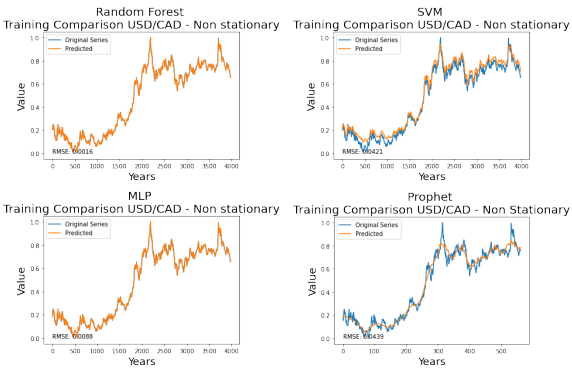 Random Forest
Training Comparison USD/CAD - Non stationary
Original Series
Predicted
Value
1.0
0.8
0.6
0.4
0.2
0.0
RMSE: 0.0016
0 500 1000 1500 2000 2500 3000 3500 4000
Years
SVM
Training Comparison USD/CAD - Non stationary
Original Series
Predicted
Value
1.0
0.8
0.6
0.4
0.2
0.0
RMSE: 0.0421
0 500 1000 1500 2000 2500 3000 3500 4000
Years
MLP
Training Comparison USD/CAD - Non stationary
Original Series
Predicted
Value
1.0
0.8
0.6
0.4
0.2
0.0
RMSE: 0.0088
0 500 1000 1500 2000 2500 3000 3500 4000
Years
Prophet
Training Comparison USD/CAD - Non stationary
Original Series
Predicted
Value
1.0
0.8
0.6
0.4
0.2
0.0
RMSE: 0.0439
0 100 200 300 400 500
Years